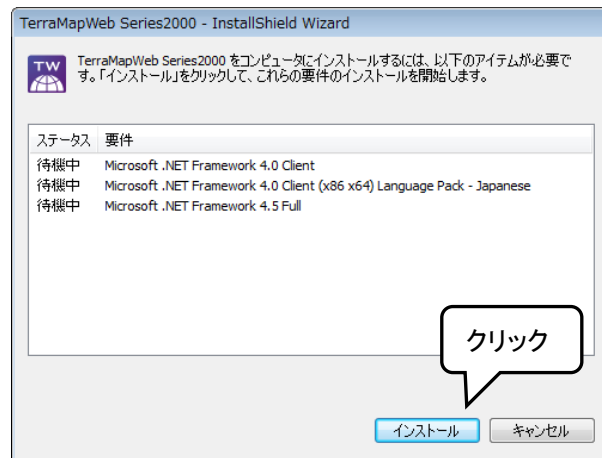 TerraMapWeb Series2000 - InstallShield Wizard
TW
TerraMapWeb Series2000 をコンピュータにインストールするには、以下のアイテムが必要で
す。「インストール」をクリックして、これらの要件のインストールを開始します。
ステータス 要件
待機中 Microsoft .NET Framework 4.0 Client
待機中 Microsoft .NET Framework 4.0 Client (x86 x64) Language Pack - Japanese
待機中 Microsoft .NET Framework 4.5 Full
クリック
インストール キャンセル